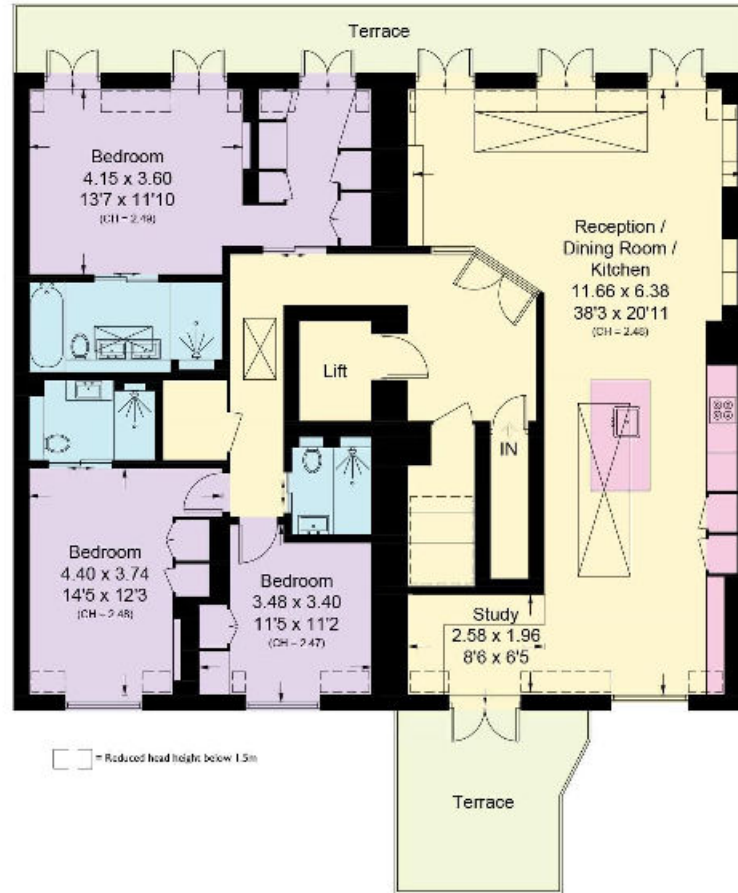 Terrace
Bedroom
4.15 x 3.60
13'7 x 11'10
(CH = 2.49)
Reception /
Dining Room /
Kitchen
11.66 x 6.38
38'3 x 20'11
(CH = 2.46)
Lift
IN
Bedroom
4.40 x 3.74
14'5 x 12'3
(CH = 2.48)
Bedroom
3.48 x 3.40
11'5 x 11'2
(CH = 2.47)
Study
2.58 x 1.96
8'6 x 6'5
= Reduced head height below 1.5m
Terrace